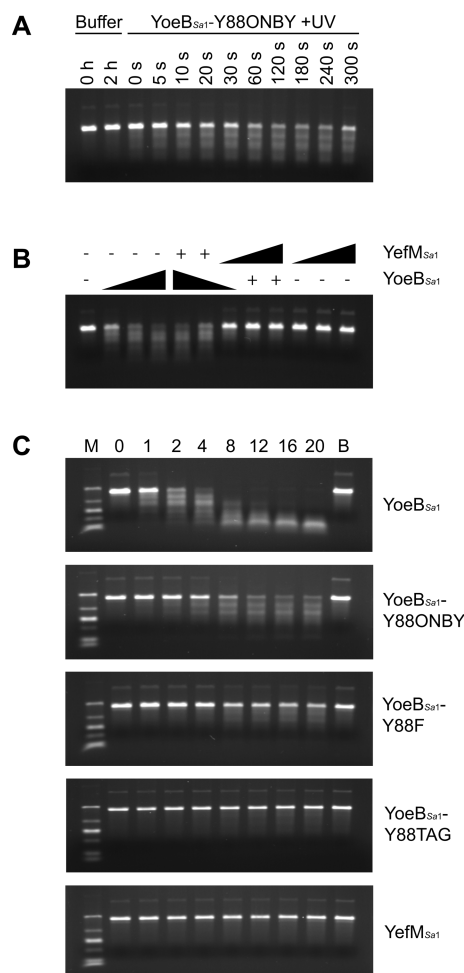 A
Buffer YoeBSa1-Y88ONBY +UV
0 h 2 h 0 s 5 s 10 s 20 s 30 s 60 s 120 s 180 s 240 s 300 s
B
- - - - + + YefMSa1
- + + - - - YoeBSa1
C
M 0 1 2 4 8 12 16 20 B
YoeBSa1
YoeBSa1-
Y88ONBY
YoeBSa1-
Y88F
YoeBSa1-
Y88TAG
YefMSa1